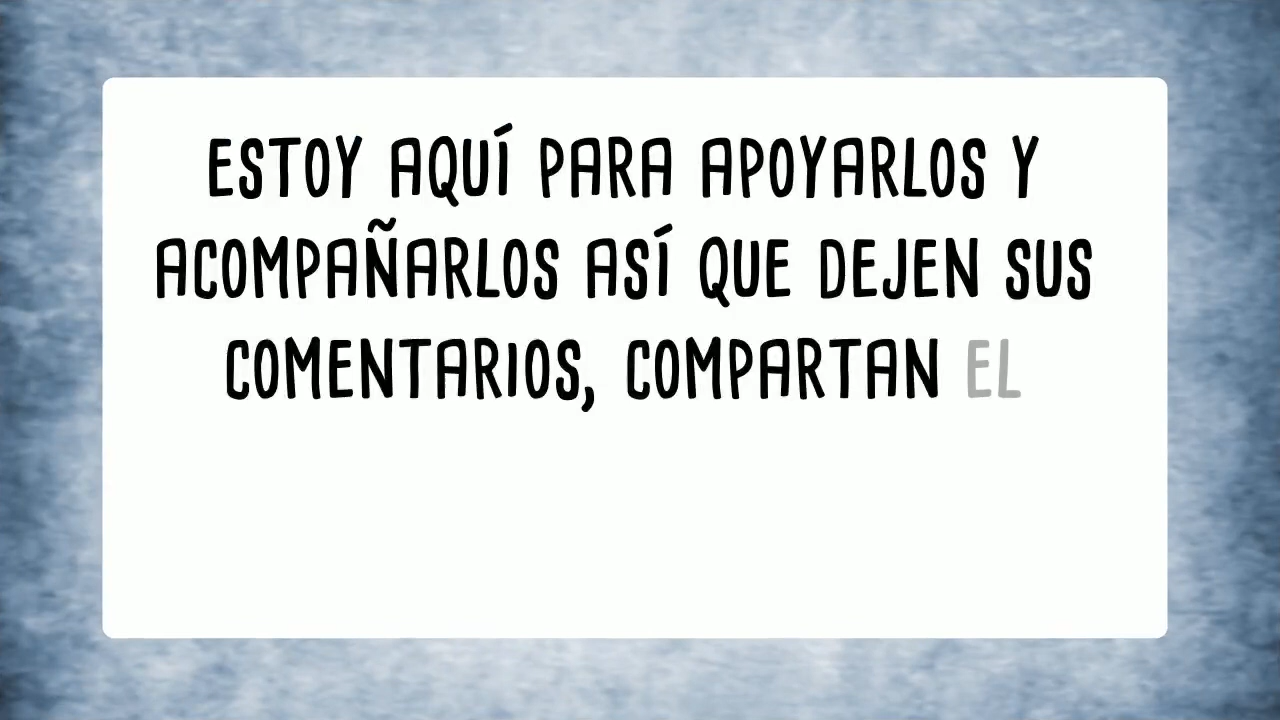 ESTOY AQUÍ PARA APOYARLOS Y
ACOMPAÑARLOS ASÍ QUE DEJEN SUS
COMENTARIOS, COMPARTAN EL